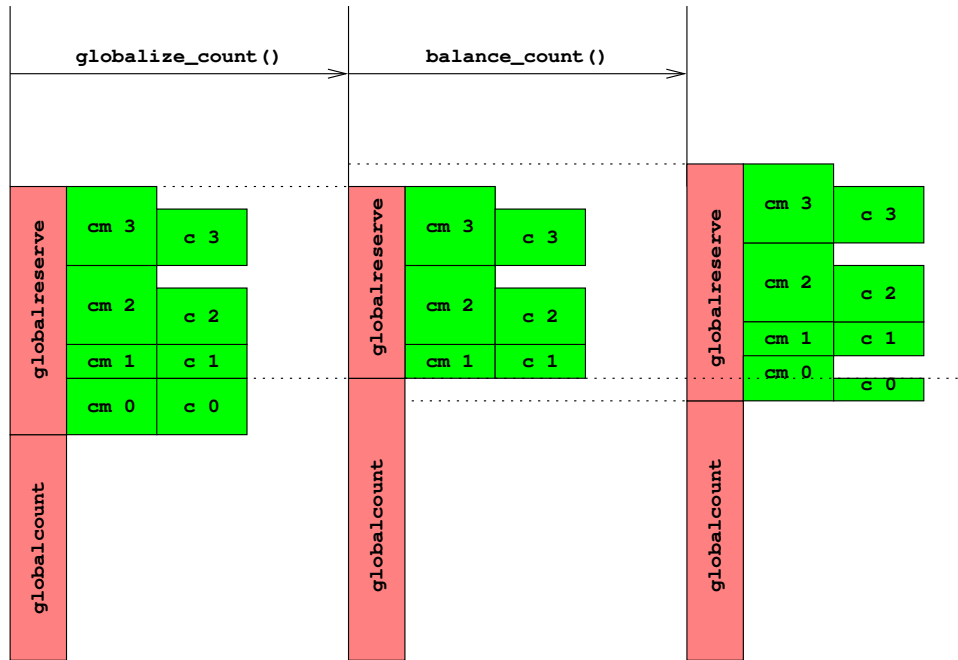 globalize_count()
balance_count()
globalreserve
cm 3
c 3
cm 2
c 2
cm 1
c 1
cm 0
c 0
globalcount
globalreserve
cm 3
c 3
cm 2
c 2
cm 1
c 1
globalcount
globalreserve
cm 3
c 3
cm 2
c 2
cm 1
c 1
cm 0
c 0
globalcount